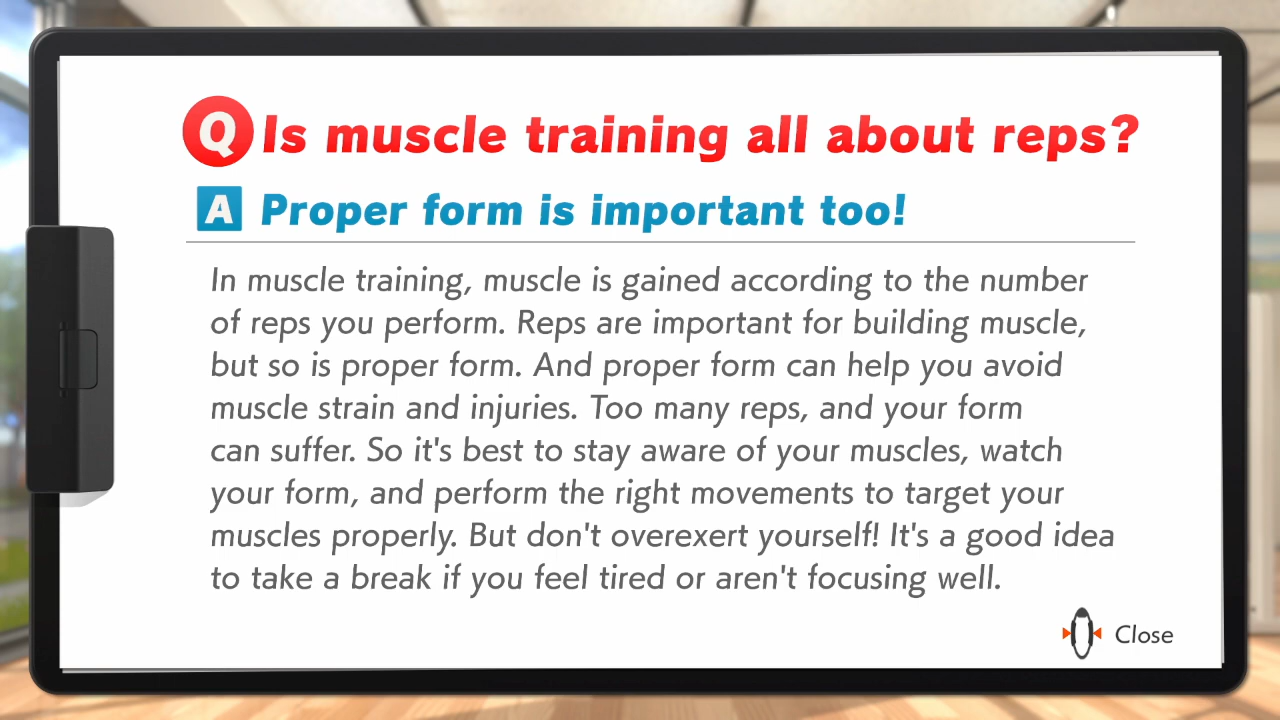 Q Is muscle training all about reps?
A Proper form is important too!
In muscle training, muscle is gained according to the number
of reps you perform. Reps are important for building muscle,
but so is proper form. And proper form can help you avoid
muscle strain and injuries. Too many reps, and your form
can suffer. So it's best to stay aware of your muscles, watch
your form, and perform the right movements to target your
muscles properly. But don't overexert yourself! It's a good idea
to take a break if you feel tired or aren't focusing well.
Close